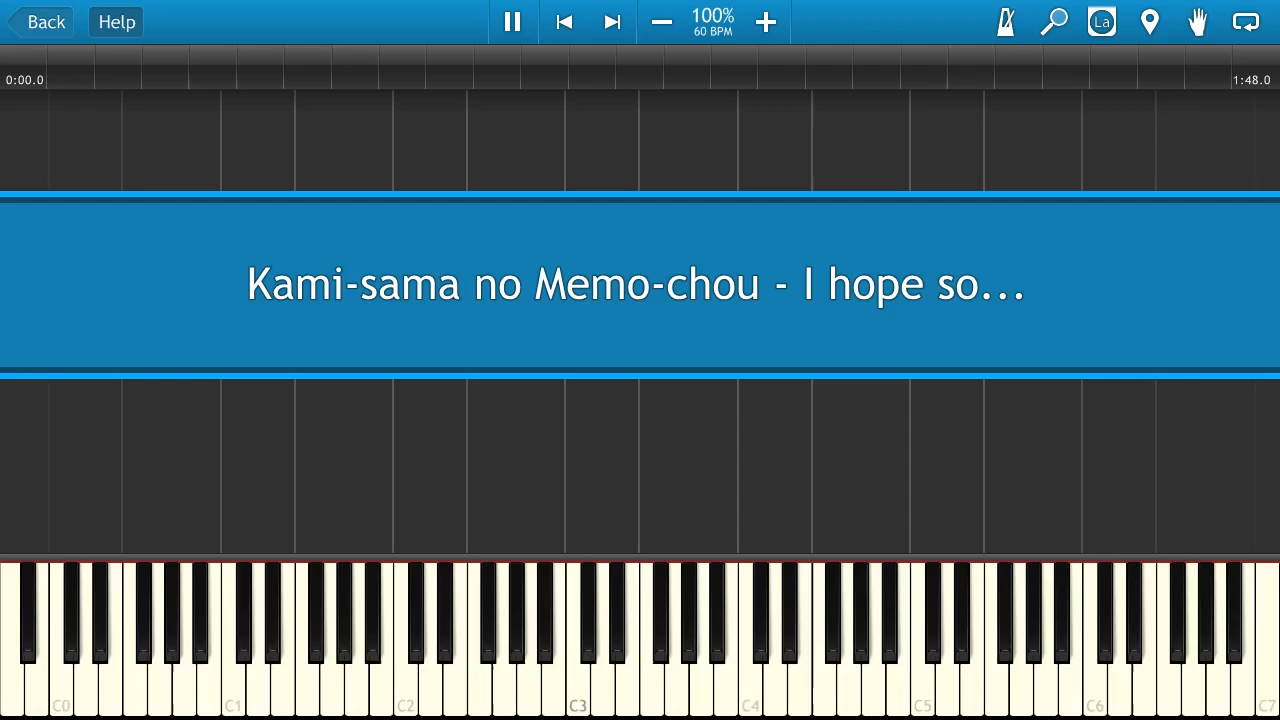 Back Help 100% La
60 BPM
0:00.0 1:48.0
Kami-sama no Memo-chou - I hope so...
C0 C1 C2 C3 C4 C5 C6 C7